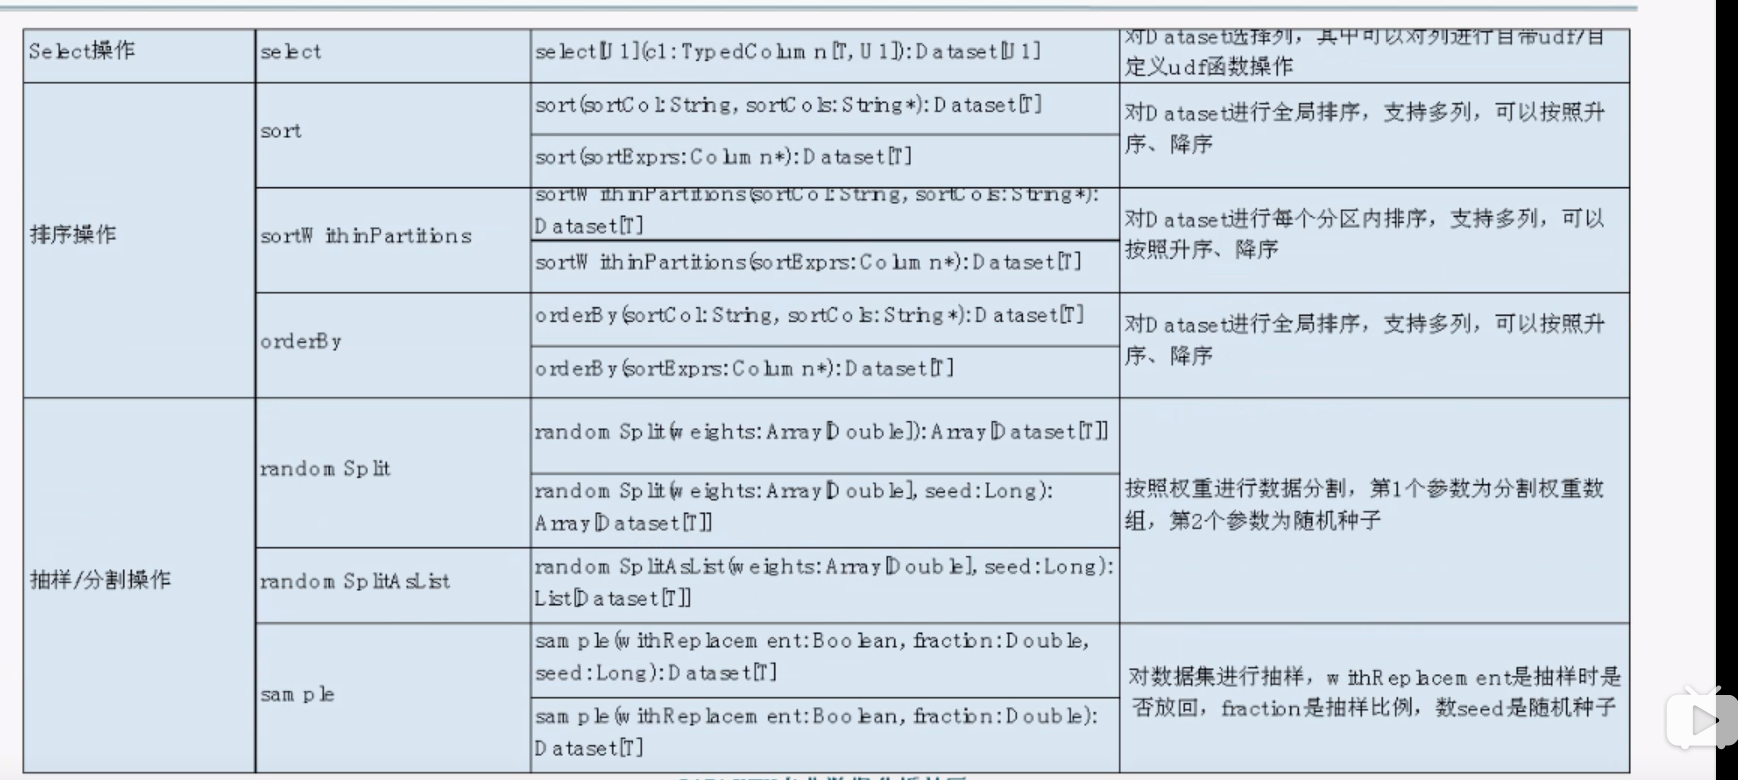 Select操作
select
select[U1](c1:TypedColumn[T,U1]):Dataset[U1]
对Dataset选择列，其中可以对列进行自带udf/自
定义udf函数操作
排序操作
sort
sort(sortCol:String, sortCols:String*):Dataset[T]
sort(sortExprs:Column*):Dataset[T]
对Dataset进行全局排序，支持多列，可以按照升
序、降序
sortWithinPartitions
sortWithinPartitions(sortCol:String, sortCols:String*):
Dataset[T]
sortWithinPartitions(sortExprs:Column*):Dataset[T]
对Dataset进行每个分区内排序，支持多列，可以
按照升序、降序
orderBy
orderBy(sortCol:String, sortCols:String*):Dataset[T]
orderBy(sortExprs:Column*):Dataset[T]
对Dataset进行全局排序，支持多列，可以按照升
序、降序
抽样/分割操作
randomSplit
randomSplit(weights:Array[Double]):Array[Dataset[T]]
randomSplit(weights:Array[Double], seed:Long):
Array[Dataset[T]]
按照权重进行数据分割，第1个参数为分割权重数
组，第2个参数为随机种子
randomSplitAsList
randomSplitAsList(weights:Array[Double], seed:Long):
List[Dataset[T]]
sample
sample(withReplacement:Boolean, fraction:Double,
seed:Long):Dataset[T]
sample(withReplacement:Boolean, fraction:Double):
Dataset[T]
对数据集进行抽样，withReplacement是抽样时是
否放回，fraction是抽样比例，数seed是随机种子